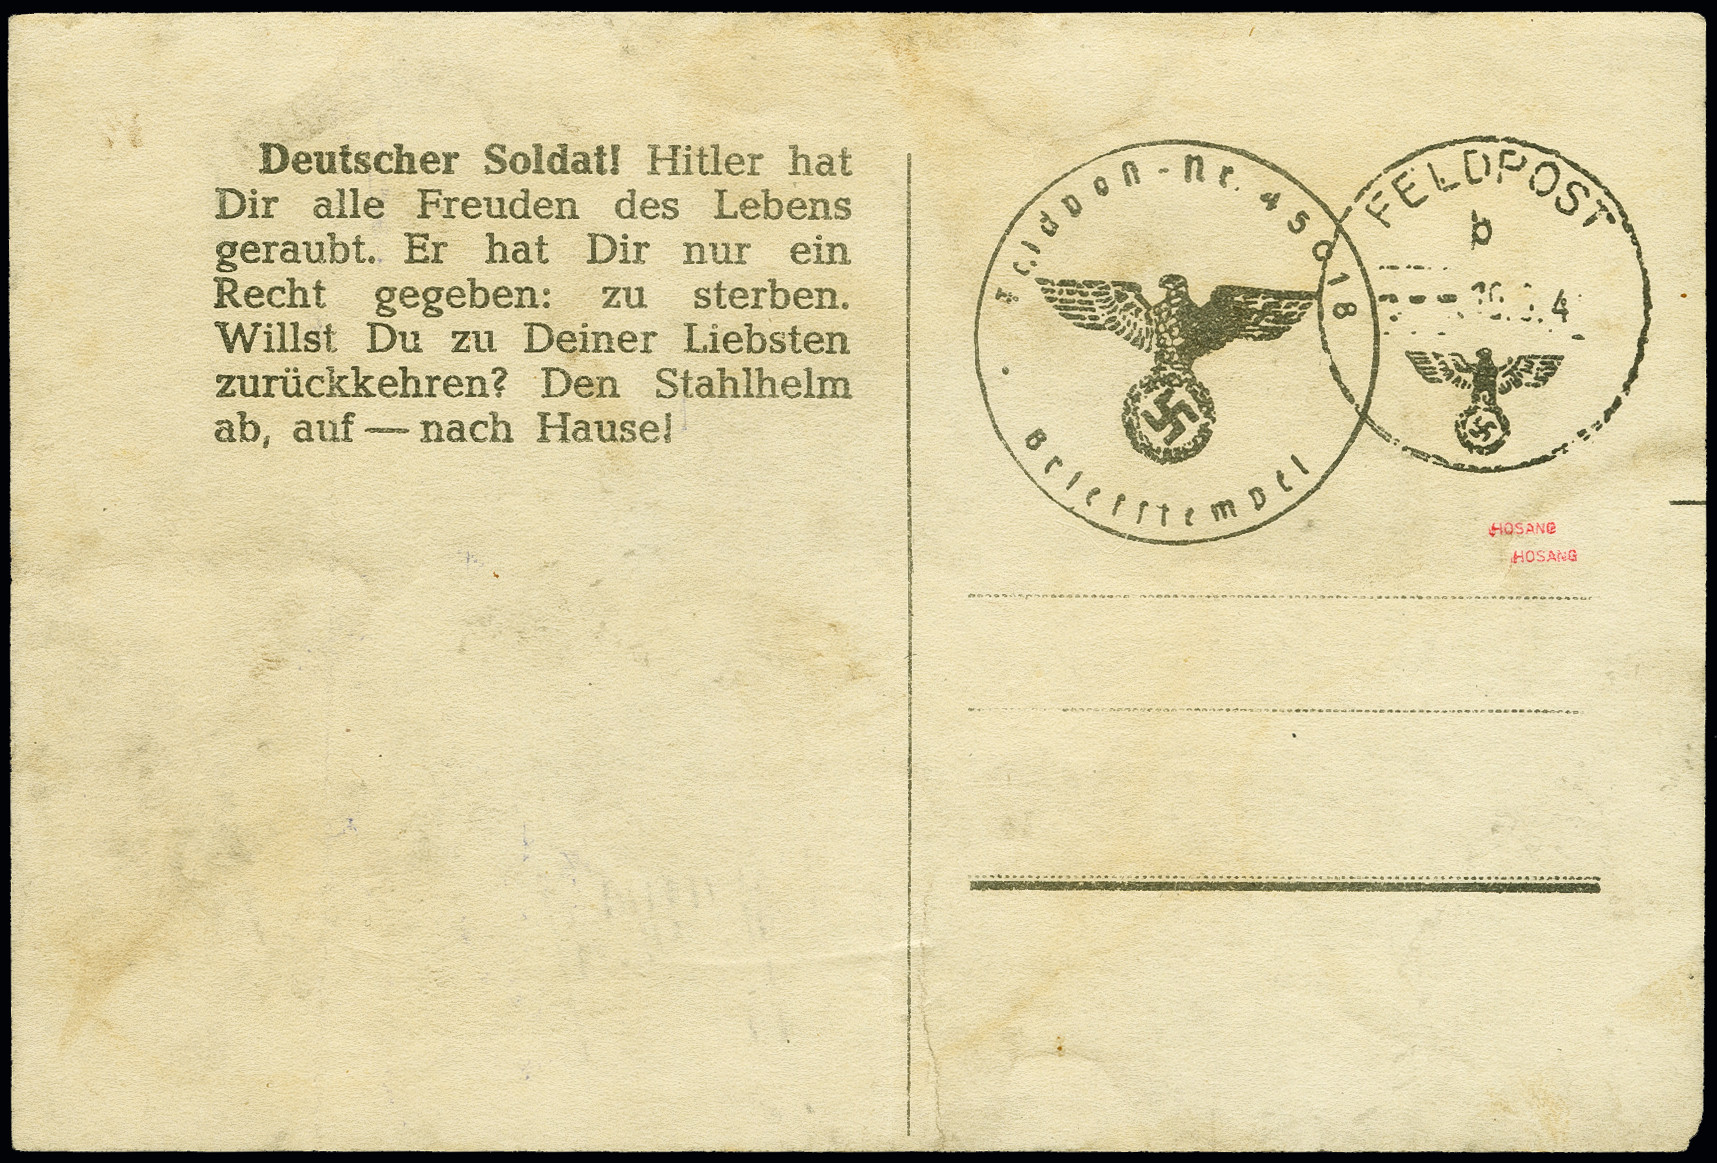 Deutscher Soldat! Hitler hat
Dir alle Freuden des Lebens
geraubt. Er hat Dir nur ein
Recht gegeben: zu sterben.
Willst Du zu Deiner Liebsten
zurückkehren? Den Stahlhelm
ab, auf — nach Hause!
Feldpost-Nr. 45018
Briefstempel
FELDPOST
b
HOSANG
HOSANG